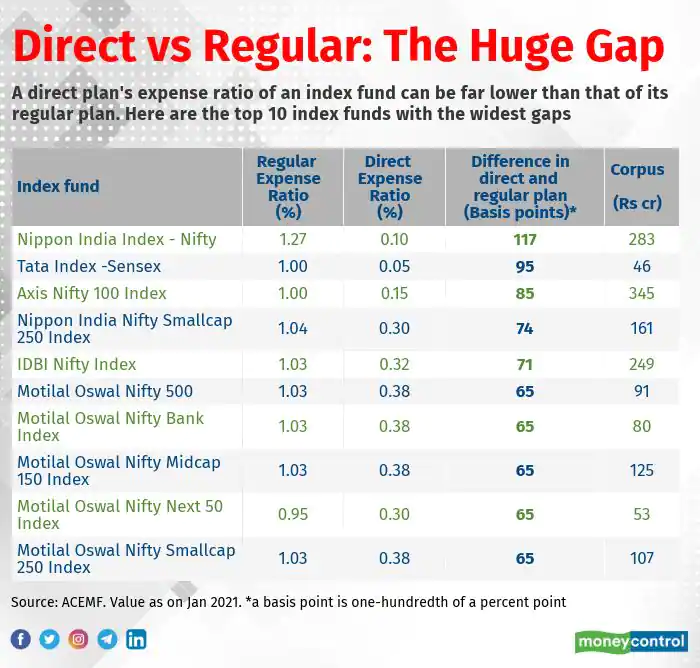 Direct vs Regular: The Huge Gap
A direct plan's expense ratio of an index fund can be far lower than that of its
regular plan. Here are the top 10 index funds with the widest gaps
Index fund
Regular
Expense
Ratio
(%)
Direct
Expense
Ratio
(%)
Difference in
direct and
regular plan
(Basis points)*
Corpus
(Rs cr)
Nippon India Index - Nifty 1.27 0.10 117 283
Tata Index -Sensex 1.00 0.05 95 46
Axis Nifty 100 Index 1.00 0.15 85 345
Nippon India Nifty Smallcap
250 Index 1.04 0.30 74 161
IDBI Nifty Index 1.03 0.32 71 249
Motilal Oswal Nifty 500 1.03 0.38 65 91
Motilal Oswal Nifty Bank
Index 1.03 0.38 65 80
Motilal Oswal Nifty Midcap
150 Index 1.03 0.38 65 125
Motilal Oswal Nifty Next 50
Index 0.95 0.30 65 53
Motilal Oswal Nifty Smallcap
250 Index 1.03 0.38 65 107
Source: ACEMF. Value as on Jan 2021. *a basis point is one-hundredth of a percent point
moneycontrol